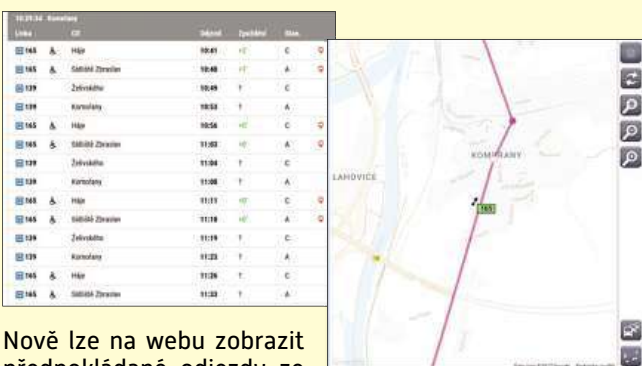 10:39:34 Komořany
Linka Cíl Odjezd Zpoždění Stan.
165 Háje 10:41 C
165 Sídliště Zbraslav 10:48 A
139 Želivského 10:49 ? C
139 Komořany 10:53 ? A
165 Háje 10:56 C
165 Sídliště Zbraslav 11:03 A
139 Želivského 11:04 ? C
139 Komořany 11:08 ? A
165 Háje 11:11 C
165 Sídliště Zbraslav 11:18 A
139 Želivského 11:19 ? C
139 Komořany 11:23 ? A
165 Háje 11:26 ? C
165 Sídliště Zbraslav 11:33 ? A
KOMOŘANY
LAHOVICE
165
Nově lze na webu zobrazit
předpokládané odjezdy ze